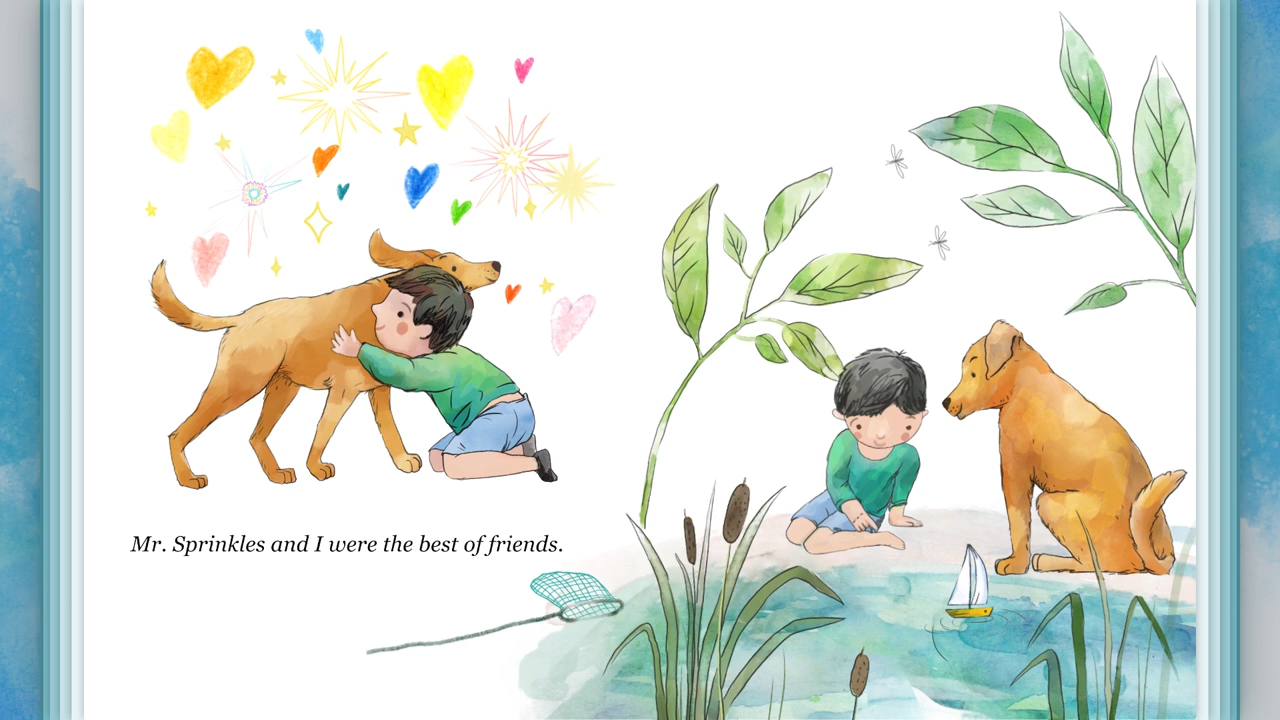 Mr. Sprinkles and I were the best of friends.